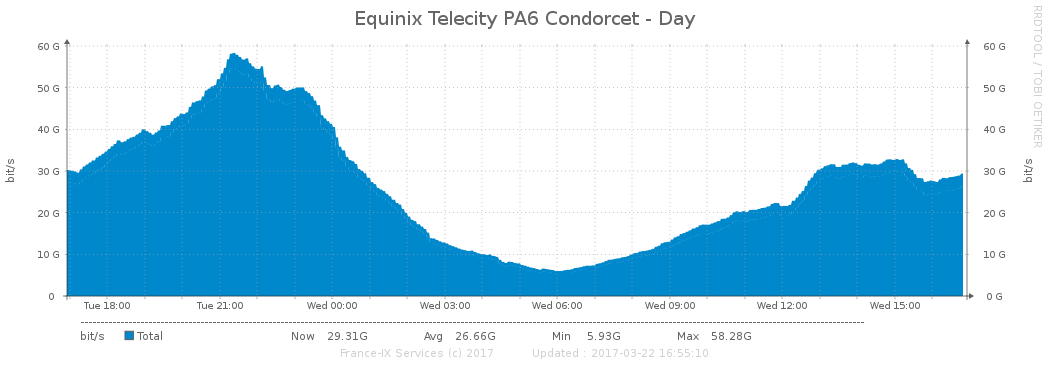 Equinix Telecity PA6 Condorcet - Day
RRDTOOL / TOBI OETIKER
bit/s
60 G
50 G
40 G
30 G
20 G
10 G
0
60 G
50 G
40 G
30 G
20 G
10 G
0 G
bit/s
Tue 18:00 Tue 21:00 Wed 00:00 Wed 03:00 Wed 06:00 Wed 09:00 Wed 12:00 Wed 15:00
bit/s Total Now 29.31G Avg 26.66G Min 5.93G Max 58.28G
France-IX Services (c) 2017 Updated : 2017-03-22 16:55:10